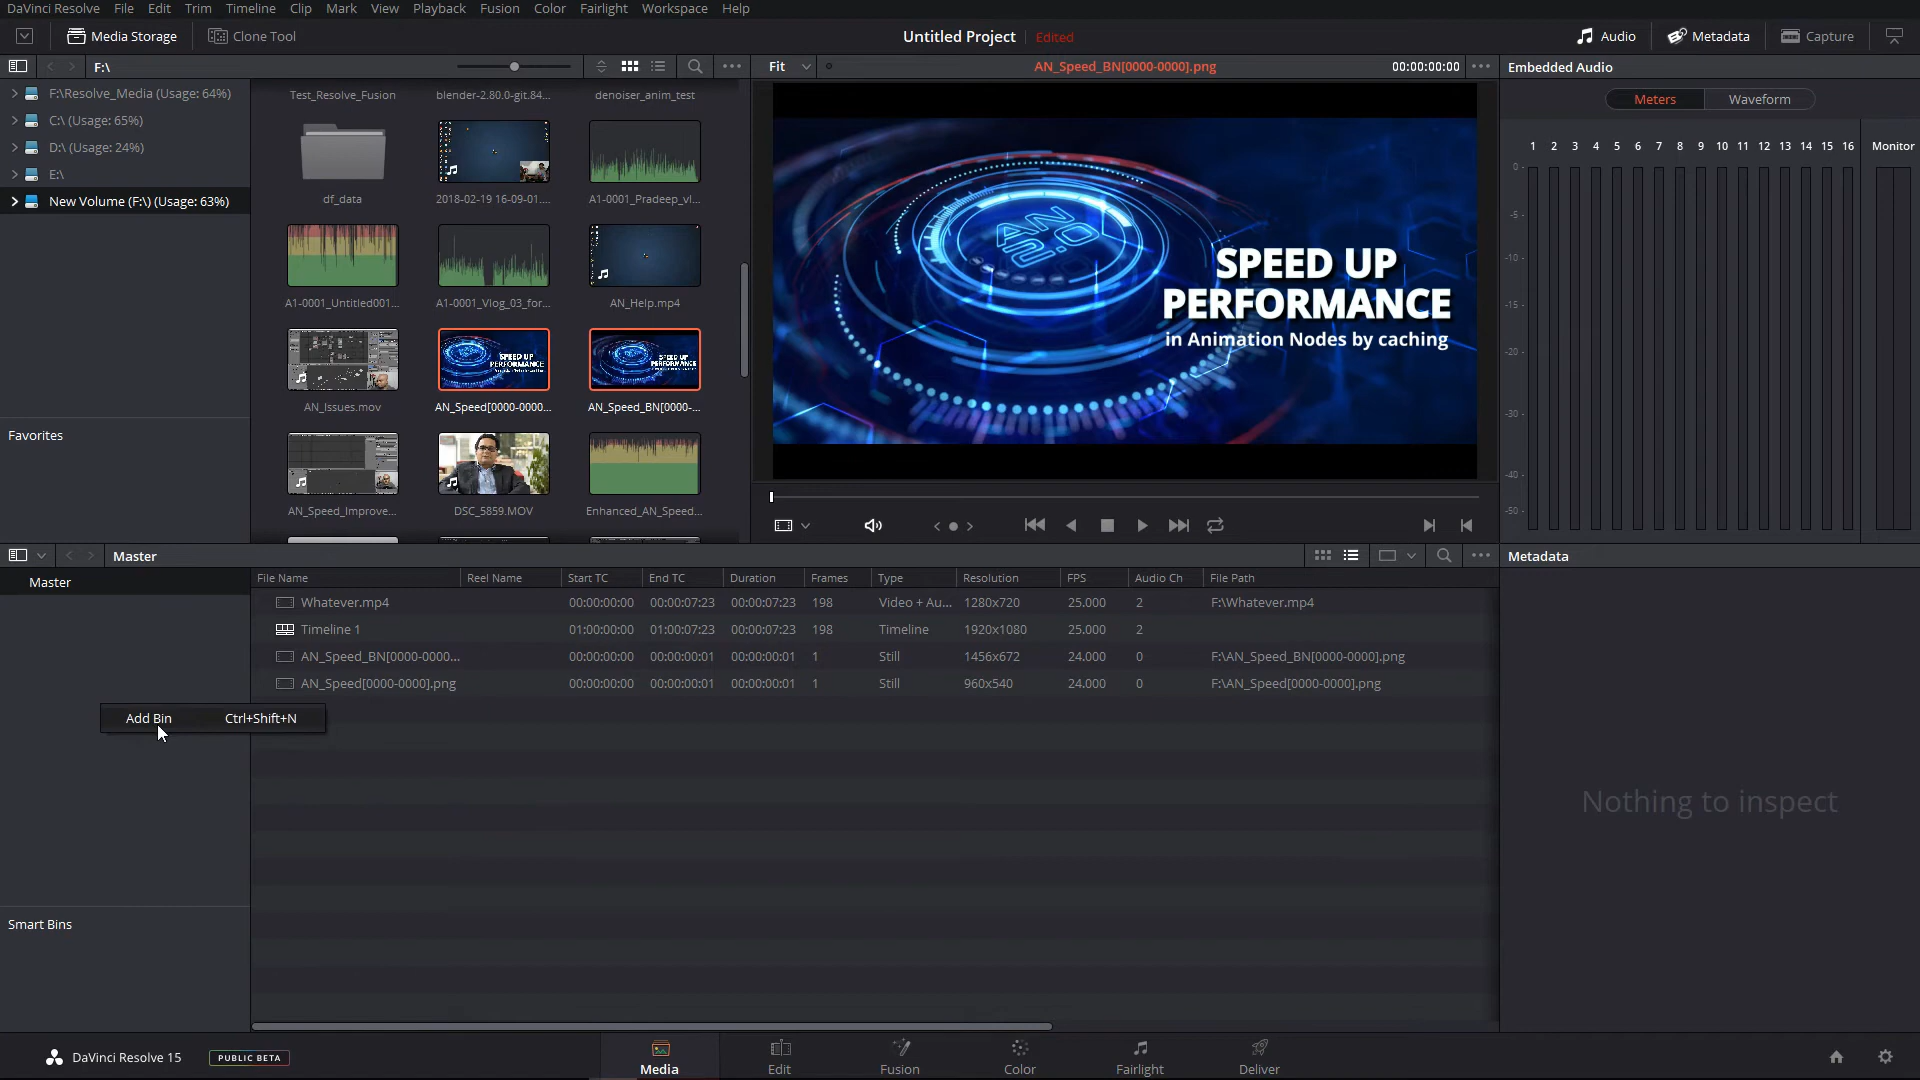 DaVinci Resolve File Edit Trim Timeline Clip Mark View Playback Fusion Color Fairlight Workspace Help
Media Storage Clone Tool Untitled Project Edited Audio Metadata Capture
F:\ Fit AN_Speed_BN[0000-0000].png 00:00:00:00 Embedded Audio
F:\Resolve_Media (Usage: 64%)
C:\ (Usage: 65%)
D:\ (Usage: 24%)
E:\
New Volume (F:\) (Usage: 63%)
Favorites
Test_Resolve_Fusion blender-2.80.0-git.84... denoiser_anim_test
df_data 2018-02-19 16-09-01.... A1-0001_Pradeep_vl...
A1-0001_Untitled001... A1-0001_Vlog_03_for... AN_Help.mp4
AN_Issues.mov AN_Speed[0000-0000... AN_Speed_BN[0000-...
AN_Speed_Improve... DSC_5859.MOV Enhanced_AN_Speed...
AN
2.0
SPEED UP
PERFORMANCE
in Animation Nodes by caching
Meters Waveform
1 2 3 4 5 6 7 8 9 10 11 12 13 14 15 16 Monitor
0
-5
-10
-15
-20
-30
-40
-50
Master Metadata
Master
File Name Reel Name Start TC End TC Duration Frames Type Resolution FPS Audio Ch File Path
Whatever.mp4 00:00:00:00 00:00:07:23 00:00:07:23 198 Video + Au... 1280x720 25.000 2 F:\Whatever.mp4
Timeline 1 01:00:00:00 01:00:07:23 00:00:07:23 198 Timeline 1920x1080 25.000 2
AN_Speed_BN[0000-0000... 00:00:00:00 00:00:00:01 00:00:00:01 1 Still 1456x672 24.000 0 F:\AN_Speed_BN[0000-0000].png
AN_Speed[0000-0000].png 00:00:00:00 00:00:00:01 00:00:00:01 1 Still 960x540 24.000 0 F:\AN_Speed[0000-0000].png
Add Bin Ctrl+Shift+N
Nothing to inspect
Smart Bins
DaVinci Resolve 15 PUBLIC BETA Media Edit Fusion Color Fairlight Deliver